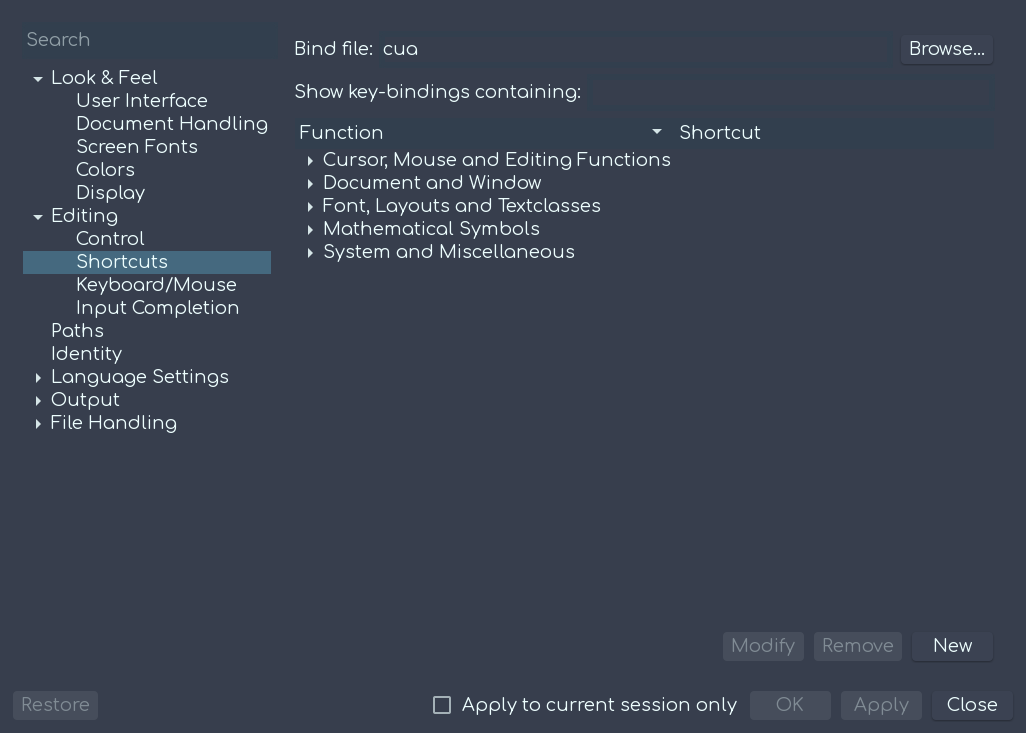 Search
Look & Feel
User Interface
Document Handling
Screen Fonts
Colors
Display
Editing
Control
Shortcuts
Keyboard/Mouse
Input Completion
Paths
Identity
Language Settings
Output
File Handling
Bind file: cua Browse...
Show key-bindings containing:
Function Shortcut
Cursor, Mouse and Editing Functions
Document and Window
Font, Layouts and Textclasses
Mathematical Symbols
System and Miscellaneous
Modify Remove New
Restore Apply to current session only OK Apply Close